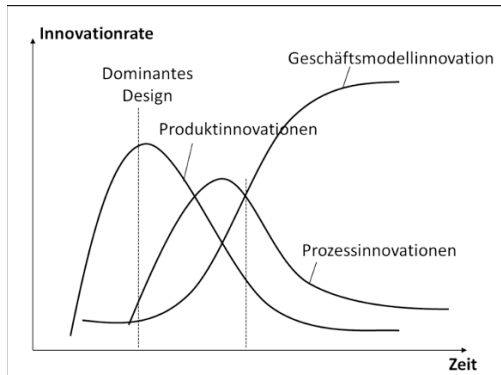 Innovationrate
Geschäftsmodellinnovation
Dominantes
Design
Produktinnovationen
Prozessinnovationen
Zeit